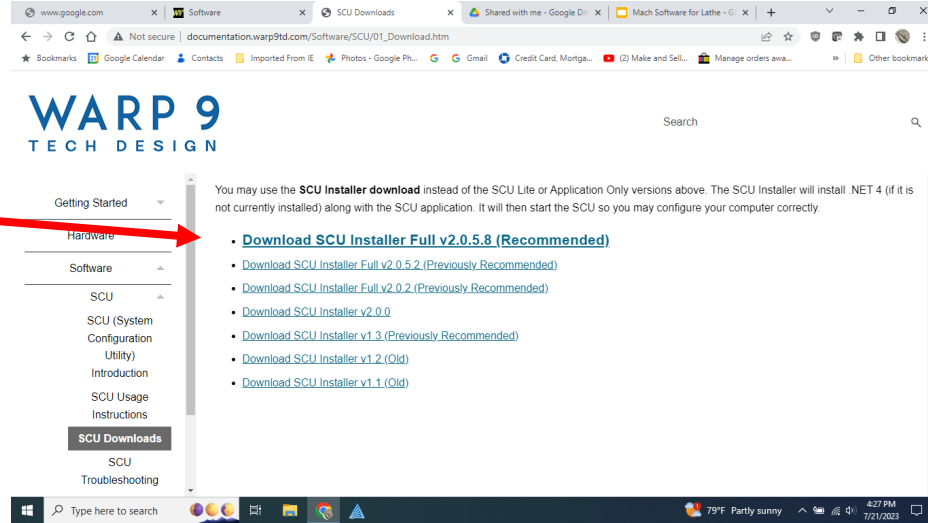 www.google.com
WF Software
SCU Downloads
Shared with me - Google Dri
Mach Software for Lathe - G
Not secure | documentation.warp9td.com/Software/SCU/01_Download.htm
Bookmarks
Google Calendar
Contacts
Imported From IE
Photos - Google Ph...
G
G Gmail
Credit Card, Mortga...
(2) Make and Sell...
Manage orders awa...
»
Other bookmark
WARP 9
TECH DESIGN
Search
Getting Started
Hardware
Software
SCU
SCU (System
Configuration
Utility)
Introduction
SCU Usage
Instructions
SCU Downloads
SCU
Troubleshooting
You may use the SCU Installer download instead of the SCU Lite or Application Only versions above. The SCU Installer will install .NET 4 (if it is
not currently installed) along with the SCU application. It will then start the SCU so you may configure your computer correctly.
• Download SCU Installer Full v2.0.5.8 (Recommended)
• Download SCU Installer Full v2.0.5.2 (Previously Recommended)
• Download SCU Installer Full v2.0.2 (Previously Recommended)
• Download SCU Installer v2.0.0
• Download SCU Installer v1.3 (Previously Recommended)
• Download SCU Installer v1.2 (Old)
• Download SCU Installer v1.1 (Old)
Type here to search
79°F Partly sunny
4:27 PM
7/21/2023